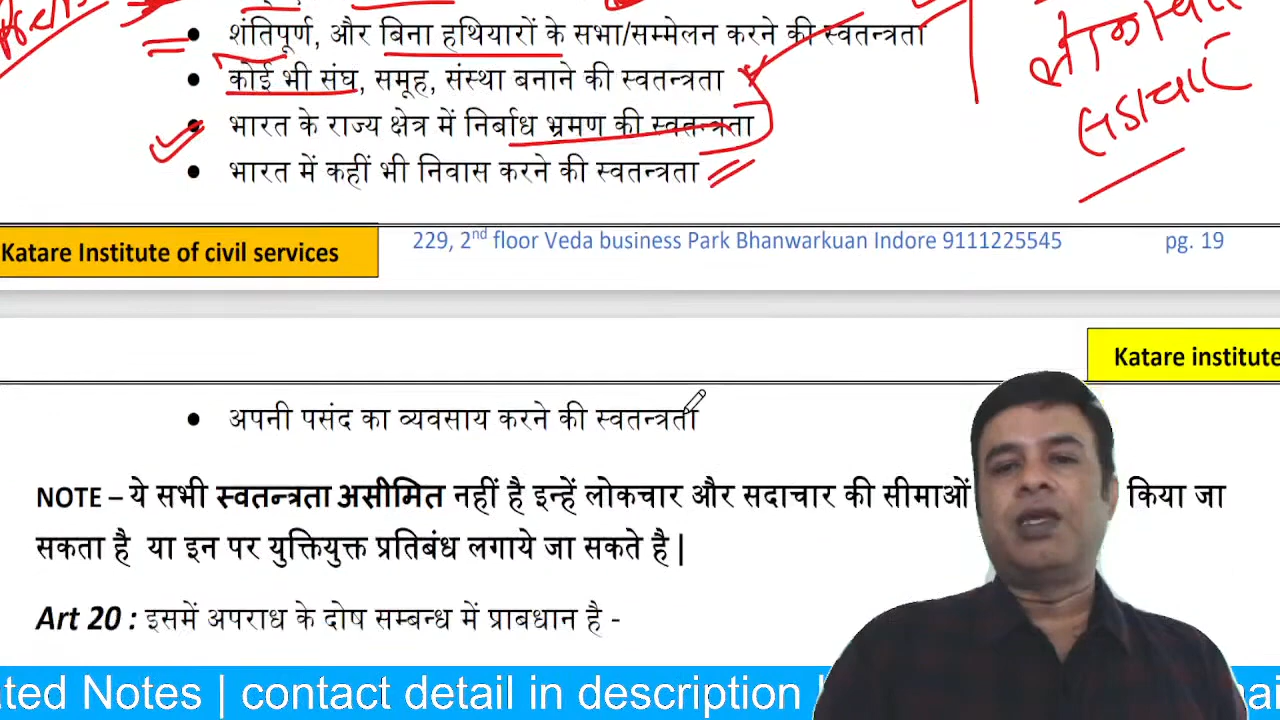 शंतिपूर्ण, और बिना हथियारों के सभा/सम्मेलन करने की स्वतन्त्रता
कोई भी संघ, समूह, संस्था बनाने की स्वतन्त्रता
भारत के राज्य क्षेत्र में निर्बाध भ्रमण की स्वतन्त्रता
भारत में कहीं भी निवास करने की स्वतन्त्रता
Katare Institute of civil services
229, 2nd floor Veda business Park Bhanwarkuan Indore 9111225545
pg. 19
Katare institute
अपनी पसंद का व्यवसाय करने की स्वतन्त्रता
NOTE – ये सभी स्वतन्त्रता असीमित नहीं है इन्हें लोकचार और सदाचार की सीमाओं किया जा
सकता है या इन पर युक्तियुक्त प्रतिबंध लगाये जा सकते है |
Art 20 : इसमें अपराध के दोष सम्बन्ध में प्राबधान है -
ated Notes | contact detail in description